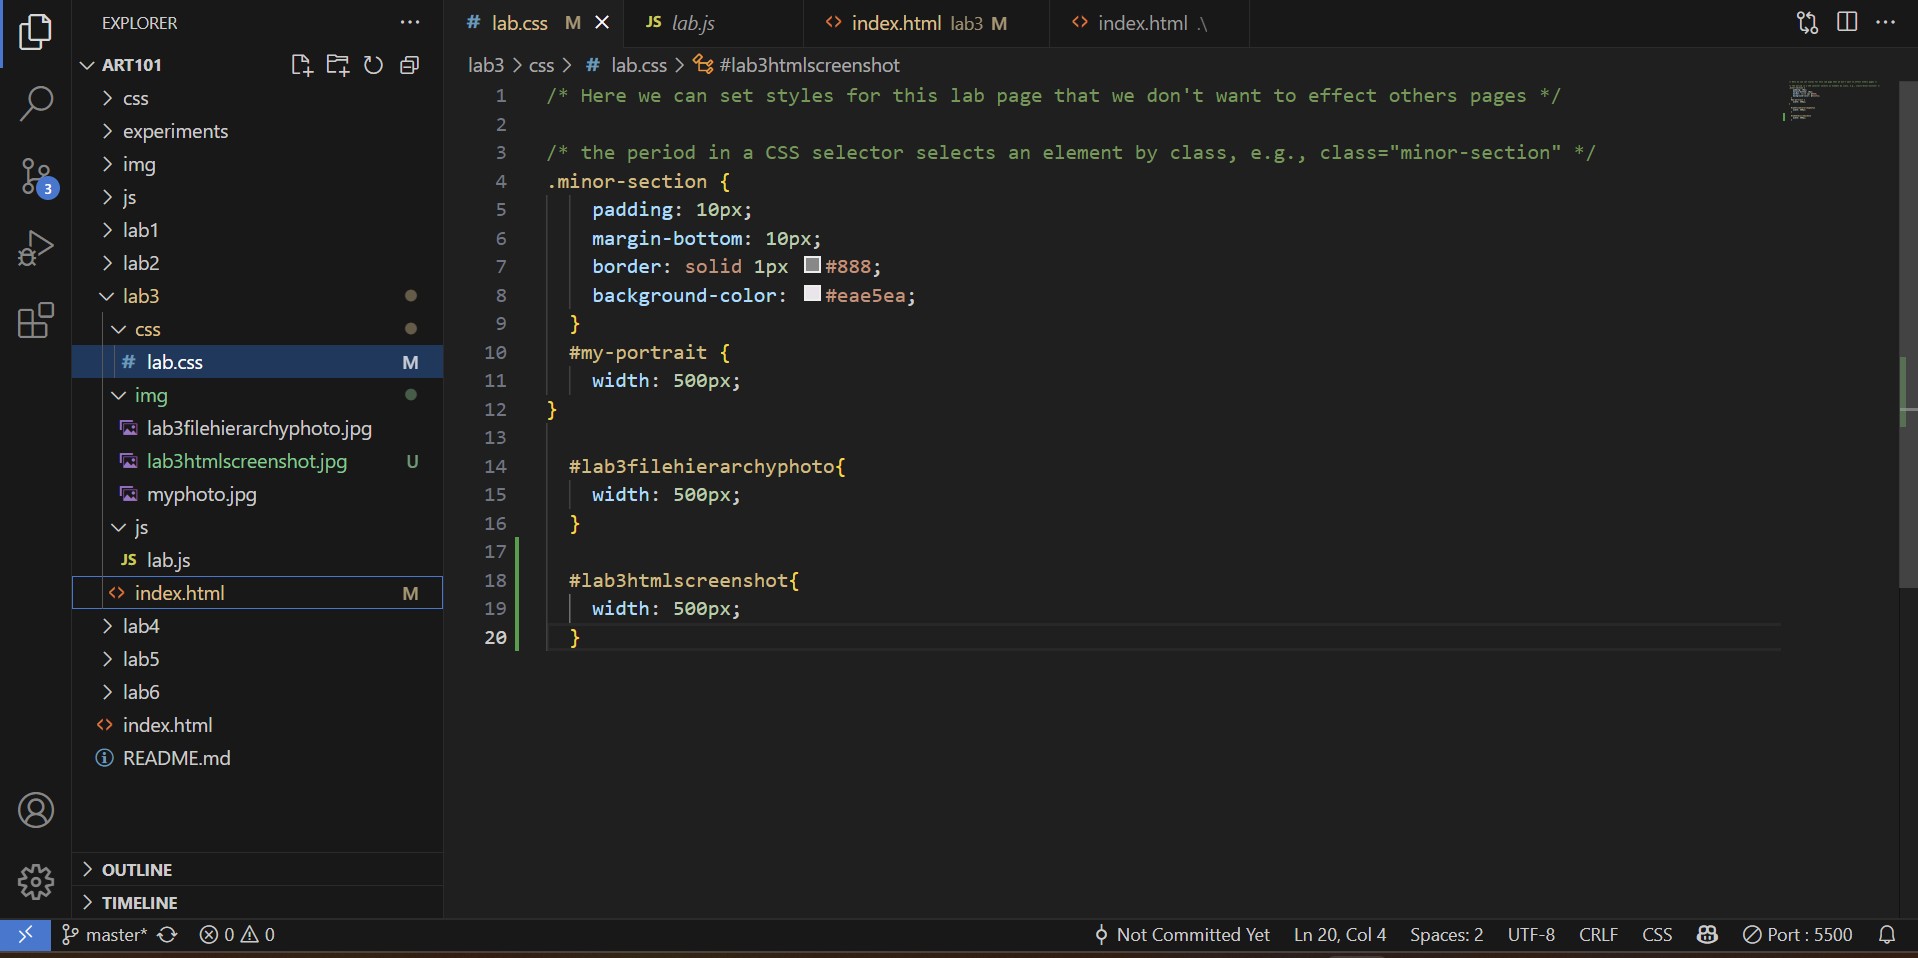 EXPLORER
ART101
css
experiments
img
js
lab1
lab2
lab3
css
# lab.css M
img
lab3filehierarchyphoto.jpg
lab3htmlscreenshot.jpg U
myphoto.jpg
js
JS lab.js
<> index.html M
lab4
lab5
lab6
<> index.html
README.md
OUTLINE
TIMELINE
# lab.css M
JS lab.js
<> index.html lab3 M
<> index.html .\
lab3 > css > # lab.css > #lab3htmlscreenshot
1 /* Here we can set styles for this lab page that we don't want to effect others pages */
2
3 /* the period in a CSS selector selects an element by class, e.g., class="minor-section" */
4 .minor-section {
5 padding: 10px;
6 margin-bottom: 10px;
7 border: solid 1px #888;
8 background-color: #eae5ea;
9 }
10 #my-portrait {
11 width: 500px;
12 }
13
14 #lab3filehierarchyphoto{
15 width: 500px;
16 }
17
18 #lab3htmlscreenshot{
19 width: 500px;
20 }
3
master* 0 0
Not Committed Yet Ln 20, Col 4 Spaces: 2 UTF-8 CRLF CSS Port : 5500